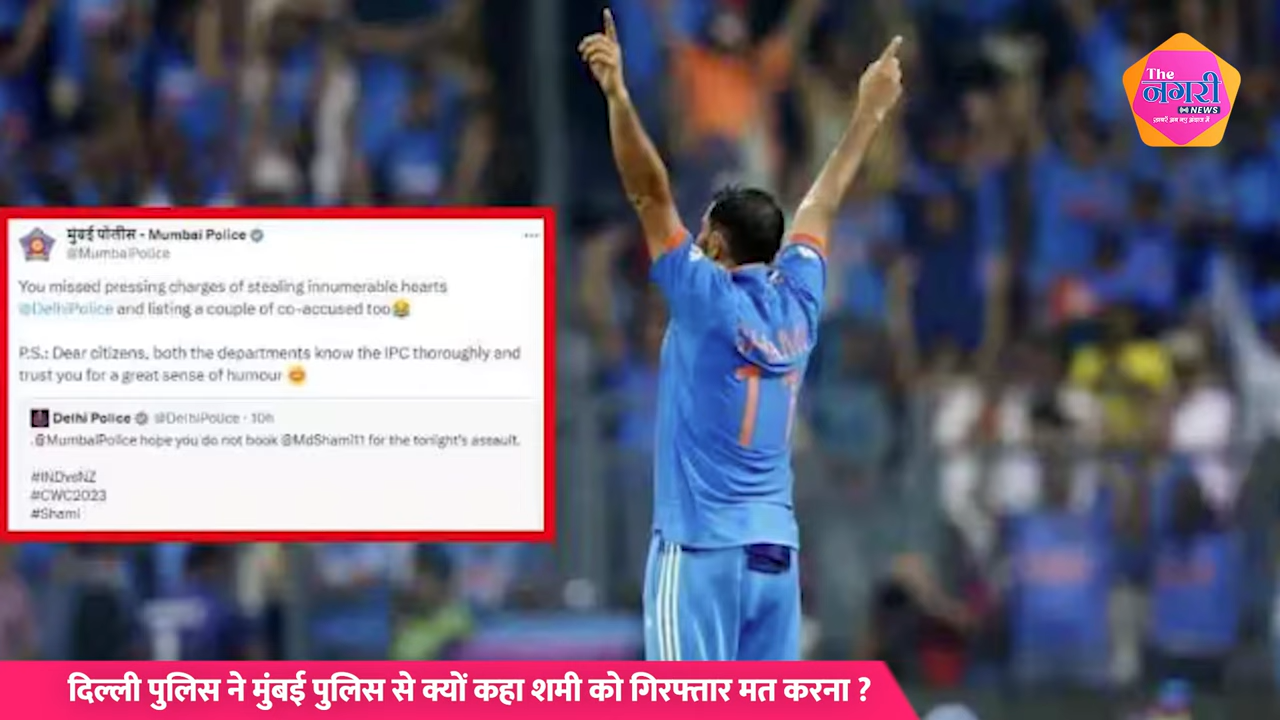 The
नगरी
NEWS
मुंबई पोलीस - Mumbai Police
@MumbaiPolice
You missed pressing charges of stealing innumerable hearts
@DelhiPolice and listing a couple of co-accused too😂
P.S.: Dear citizens, both the departments know the IPC thoroughly and
trust you for a great sense of humour 😊
Delhi Police @DelhiPolice · 10h
.@MumbaiPolice hope you do not book @MdShami11 for the tonight's assault.
#INDvsNZ
#CWC2023
#Shami
11
दिल्ली पुलिस ने मुंबई पुलिस से क्यों कहा शमी को गिरफ्तार मत करना ?